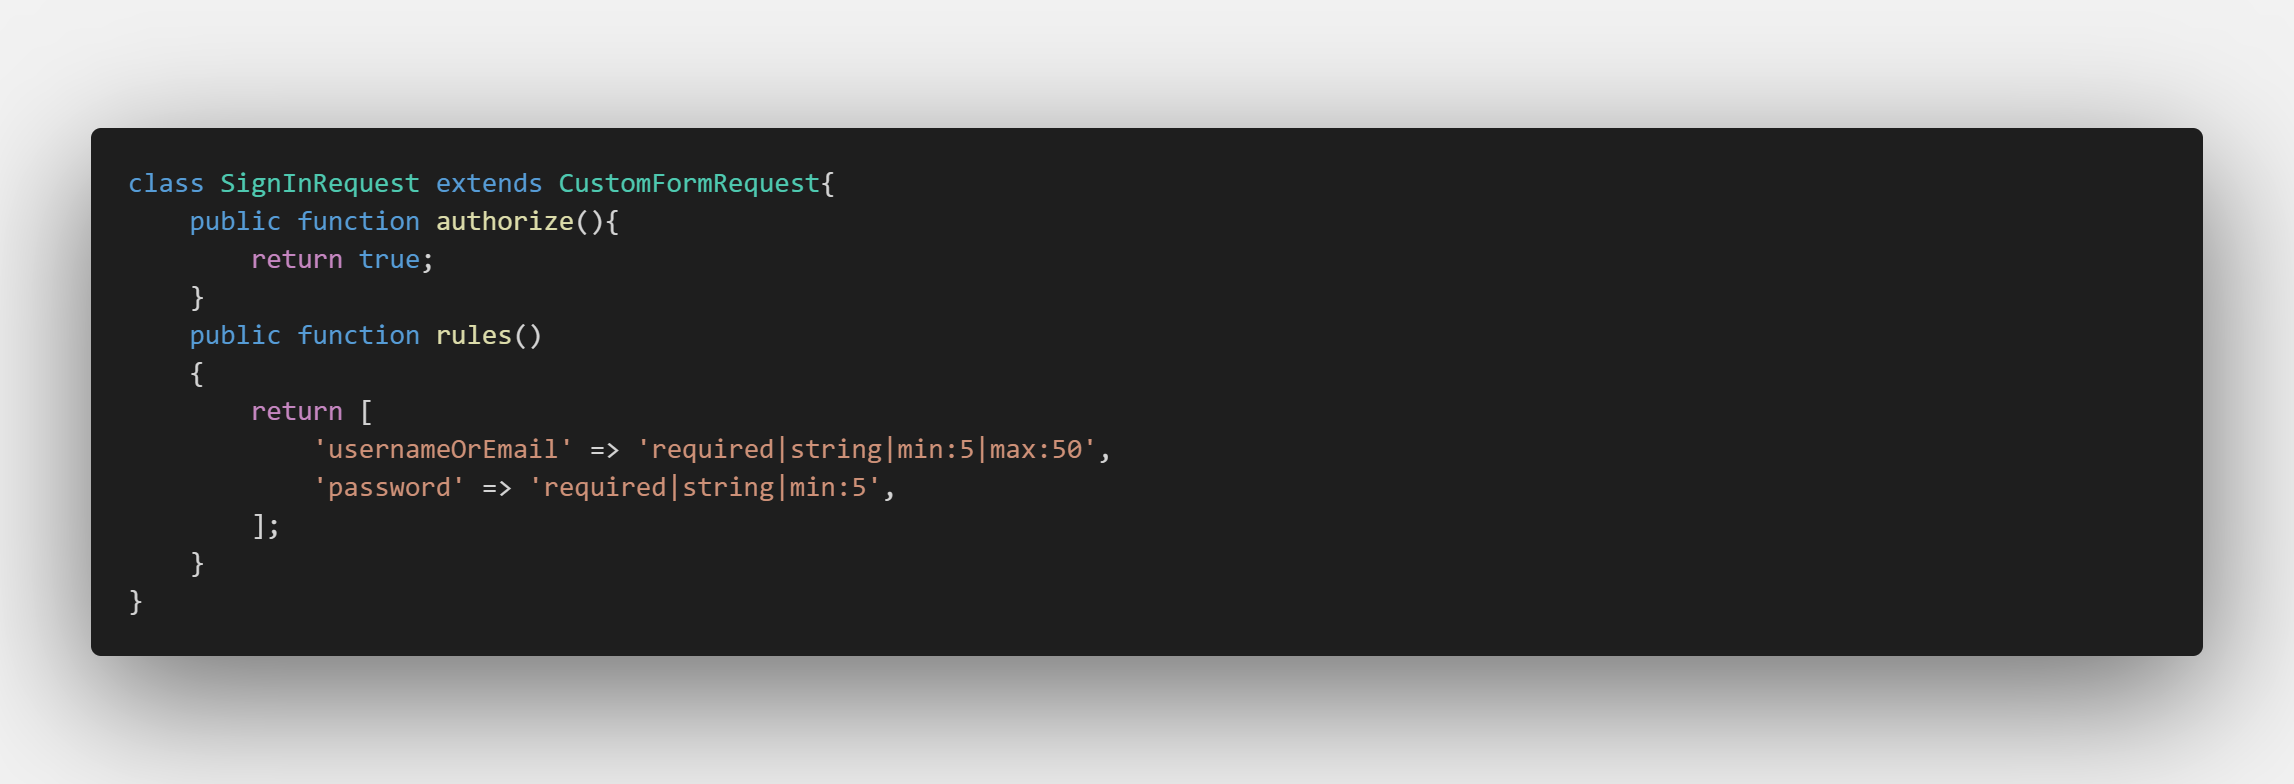 class SignInRequest extends CustomFormRequest{
    public function authorize(){
        return true;
    }
    public function rules()
    {
        return [
            'usernameOrEmail' => 'required|string|min:5|max:50',
            'password' => 'required|string|min:5',
        ];
    }
}